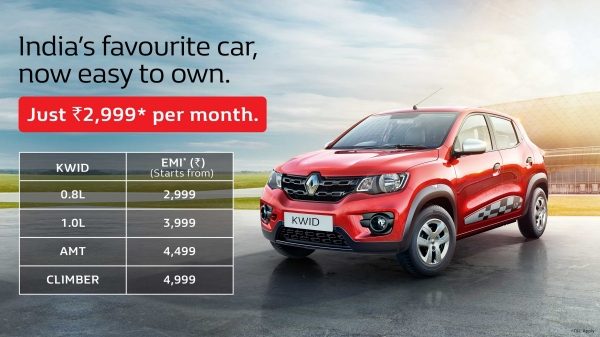 India's favourite car,
now easy to own.
Just ₹2,999* per month.
KWID EMI* (₹)
(Starts from)
0.8L 2,999
1.0L 3,999
AMT 4,499
CLIMBER 4,999
KWID
*T&C Apply